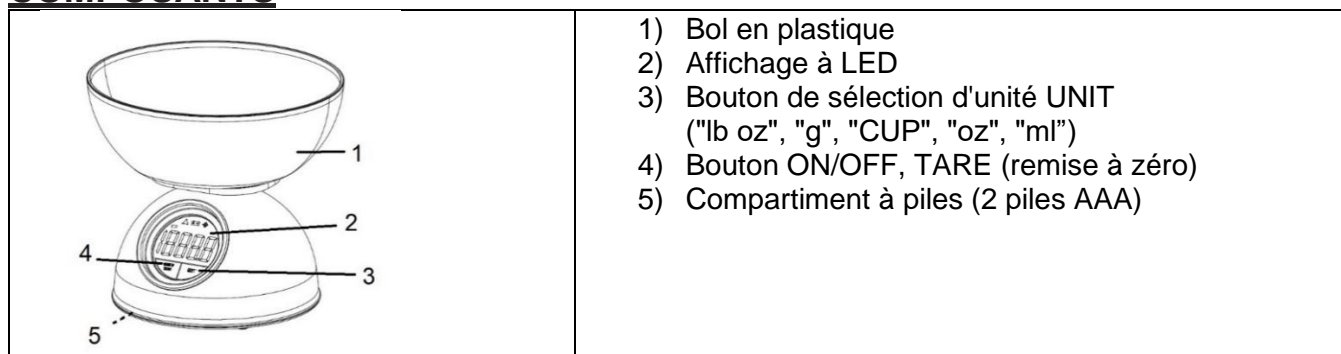 COMPOSANTS
1) Bol en plastique
2) Affichage à LED
3) Bouton de sélection d'unité UNIT
("lb oz", "g", "CUP", "oz", "ml”)
4) Bouton ON/OFF, TARE (remise à zéro)
5) Compartiment à piles (2 piles AAA)
1
2
4
3
5